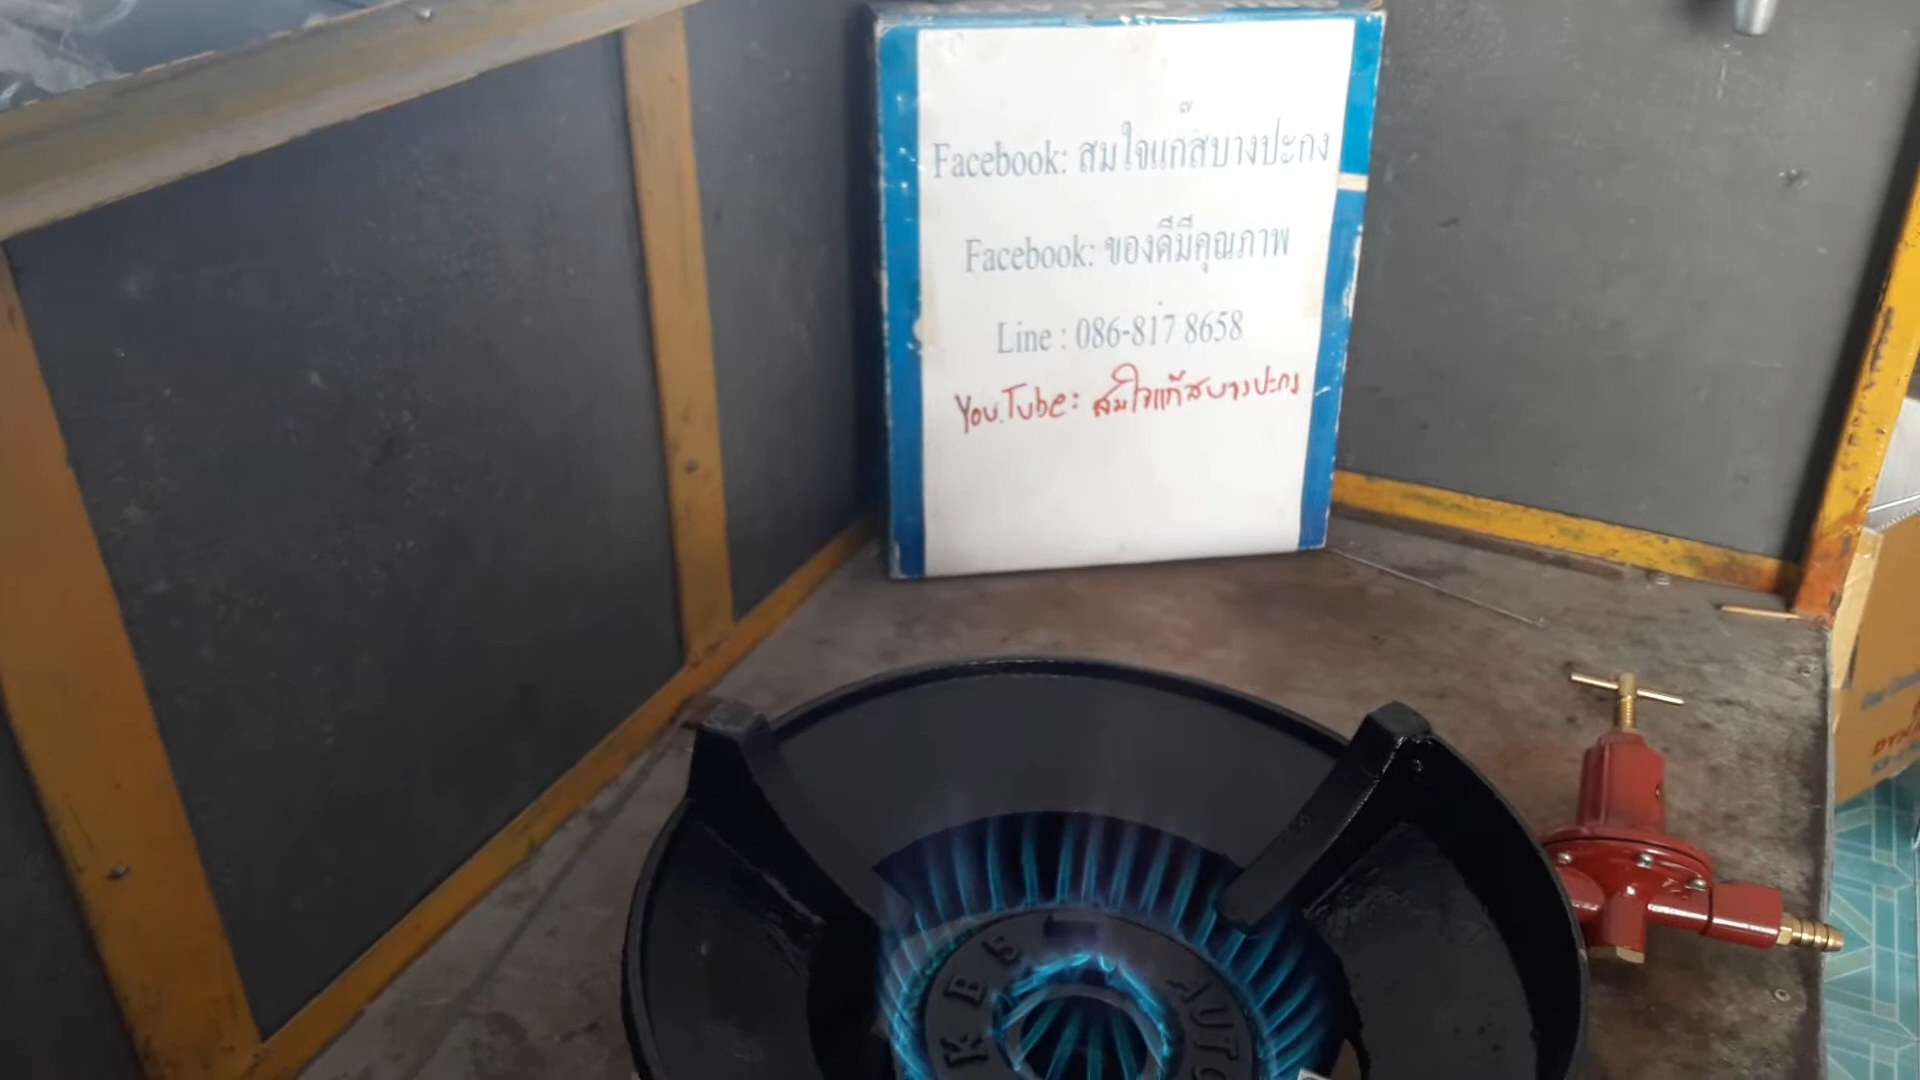 Facebook: สมใจแก๊สบางปะกง
Facebook: ของดีมีคุณภาพ
Line : 086-817 8658
You.Tube: สมใจแก๊สบางปะกง
KB5 AUTO